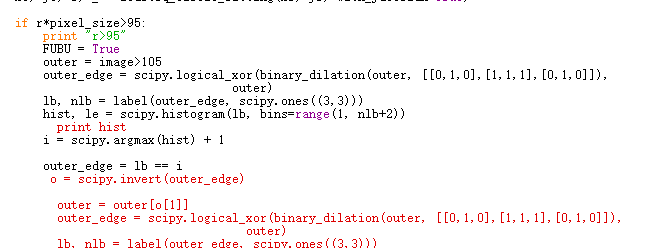 if r*pixel_size>95:
print "r>95"
FUBU = True
outer = image>105
outer_edge = scipy.logical_xor(binary_dilation(outer, [[0,1,0],[1,1,1],[0,1,0]]),
outer)
lb, nlb = label(outer_edge, scipy.ones((3,3)))
hist, le = scipy.histogram(lb, bins=range(1, nlb+2))
print hist
i = scipy.argmax(hist) + 1
outer_edge = lb == i
o = scipy.invert(outer_edge)
outer = outer[o[1]]
outer_edge = scipy.logical_xor(binary_dilation(outer, [[0,1,0],[1,1,1],[0,1,0]]),
outer)
lb, nlb = label(outer_edge, scipy.ones((3,3)))